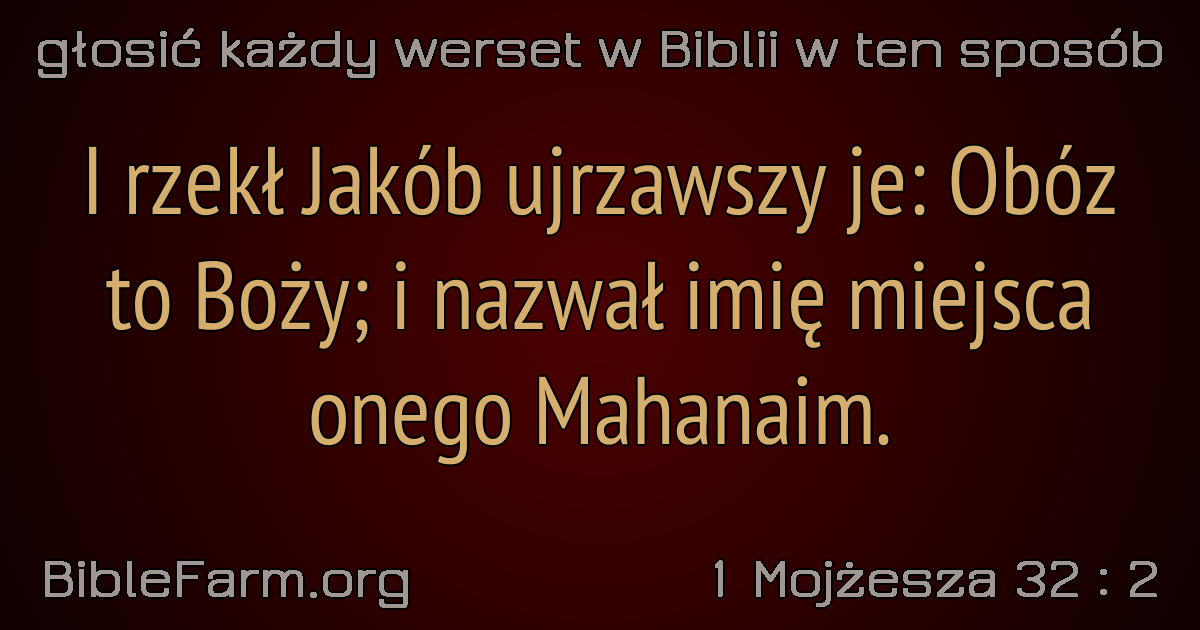 głosić każdy werset w Biblii w ten sposób
I rzekł Jakób ujrzawszy je: Obóz
to Boży; i nazwał imię miejsca
onego Mahanaim.
BibleFarm.org
1 Mojżesza 32 : 2